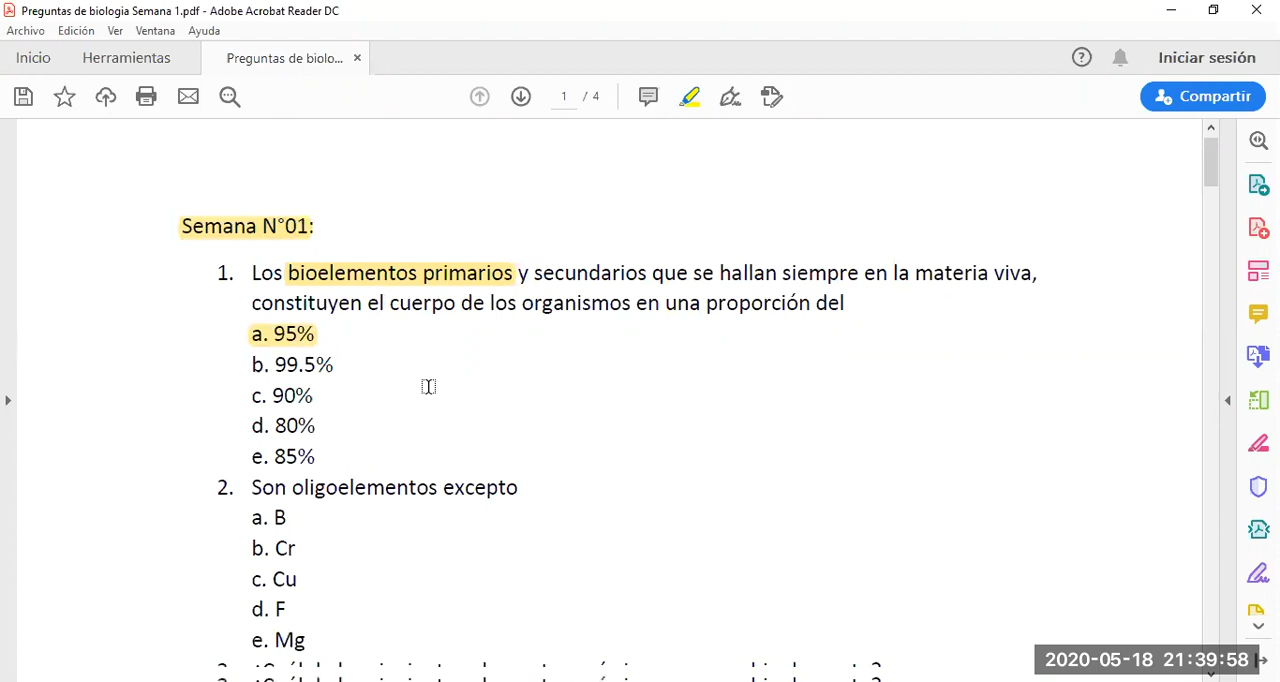 Preguntas de biologia Semana 1.pdf - Adobe Acrobat Reader DC
Archivo Edición Ver Ventana Ayuda
Inicio Herramientas Preguntas de biolo... × Iniciar sesión
1 / 4 Compartir
Semana N°01:
1. Los bioelementos primarios y secundarios que se hallan siempre en la materia viva,
constituyen el cuerpo de los organismos en una proporción del
a. 95%
b. 99.5%
c. 90%
d. 80%
e. 85%
2. Son oligoelementos excepto
a. B
b. Cr
c. Cu
d. F
e. Mg
2020-05-18 21:39:58